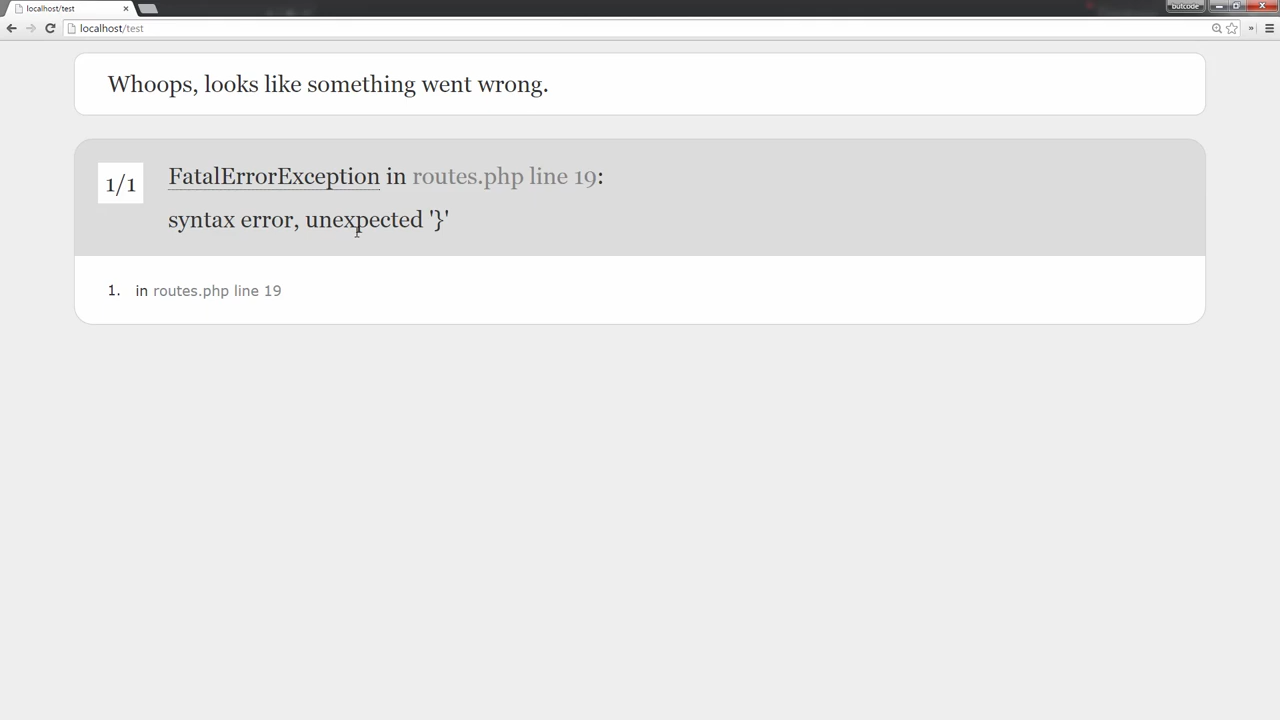 localhost/test
butcode
localhost/test
Whoops, looks like something went wrong.
1/1
FatalErrorException in routes.php line 19:
syntax error, unexpected '}'
1. in routes.php line 19